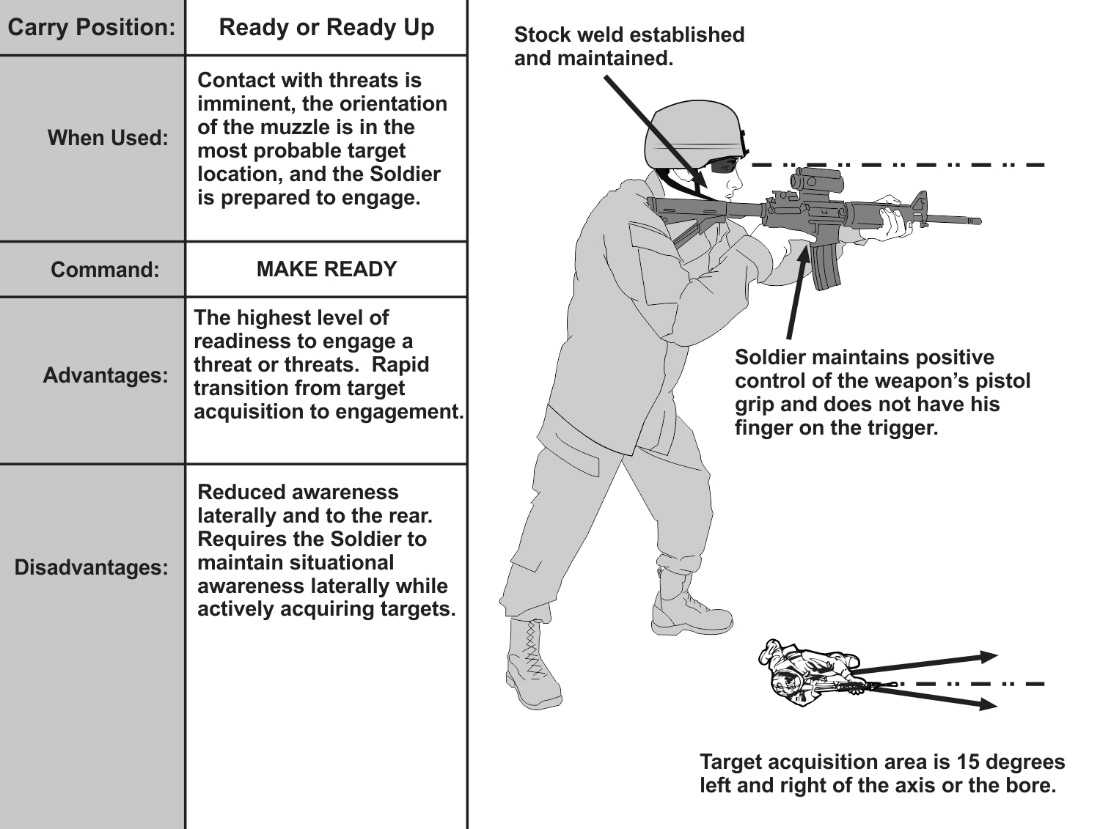 Carry Position:
Ready or Ready Up
When Used:
Contact with threats is
imminent, the orientation
of the muzzle is in the
most probable target
location, and the Soldier
is prepared to engage.
Command:
MAKE READY
Advantages:
The highest level of
readiness to engage a
threat or threats.  Rapid
transition from target
acquisition to engagement.
Disadvantages:
Reduced awareness
laterally and to the rear.
Requires the Soldier to
maintain situational
awareness laterally while
actively acquiring targets.
Stock weld established
and maintained.
Soldier maintains positive
control of the weapon's pistol
grip and does not have his
finger on the trigger.
Target acquisition area is 15 degrees
left and right of the axis or the bore.